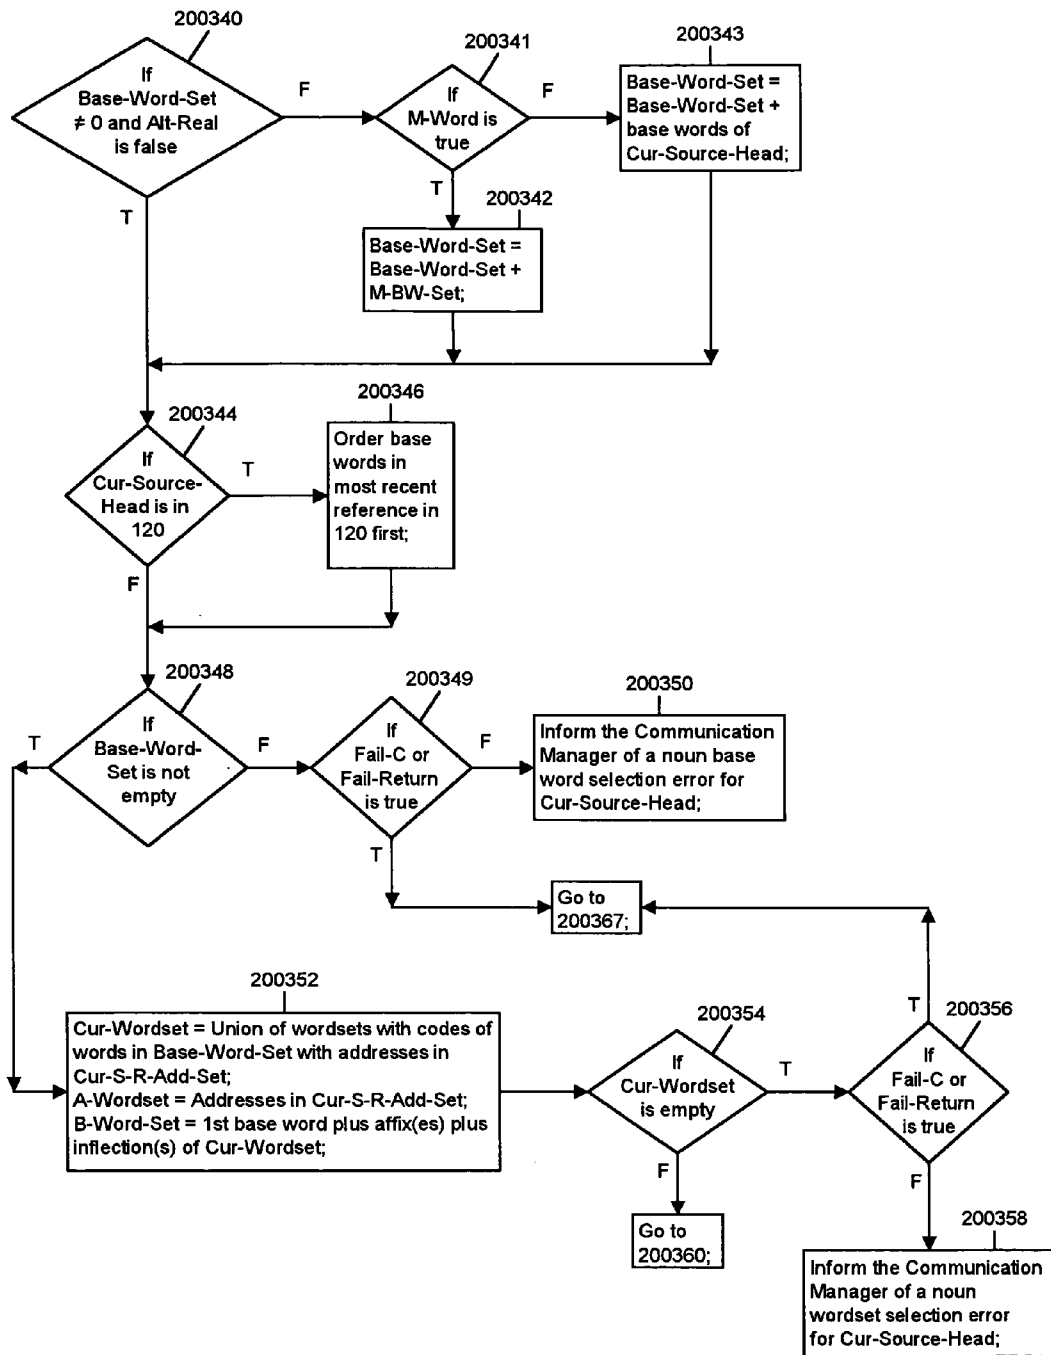 200340
If
Base-Word-Set
≠ 0 and Alt-Real
is false
F
T
200341
If
M-Word is
true
F
T
200343
Base-Word-Set =
Base-Word-Set +
base words of
Cur-Source-Head;
200342
Base-Word-Set =
Base-Word-Set +
M-BW-Set;
200344
If
Cur-Source-
Head is in
120
T
F
200346
Order base
words in
most recent
reference in
120 first;
200348
If
Base-Word-
Set is not
empty
T
F
200349
If
Fail-C or
Fail-Return
is true
F
T
200350
Inform the Communication
Manager of a noun base
word selection error for
Cur-Source-Head;
Go to
200367;
200352
Cur-Wordset = Union of wordsets with codes of
words in Base-Word-Set with addresses in
Cur-S-R-Add-Set;
A-Wordset = Addresses in Cur-S-R-Add-Set;
B-Word-Set = 1st base word plus affix(es) plus
inflection(s) of Cur-Wordset;
200354
If
Cur-Wordset
is empty
T
F
Go to
200360;
200356
If
Fail-C or
Fail-Return
is true
T
F
200358
Inform the Communication
Manager of a noun
wordset selection error
for Cur-Source-Head;